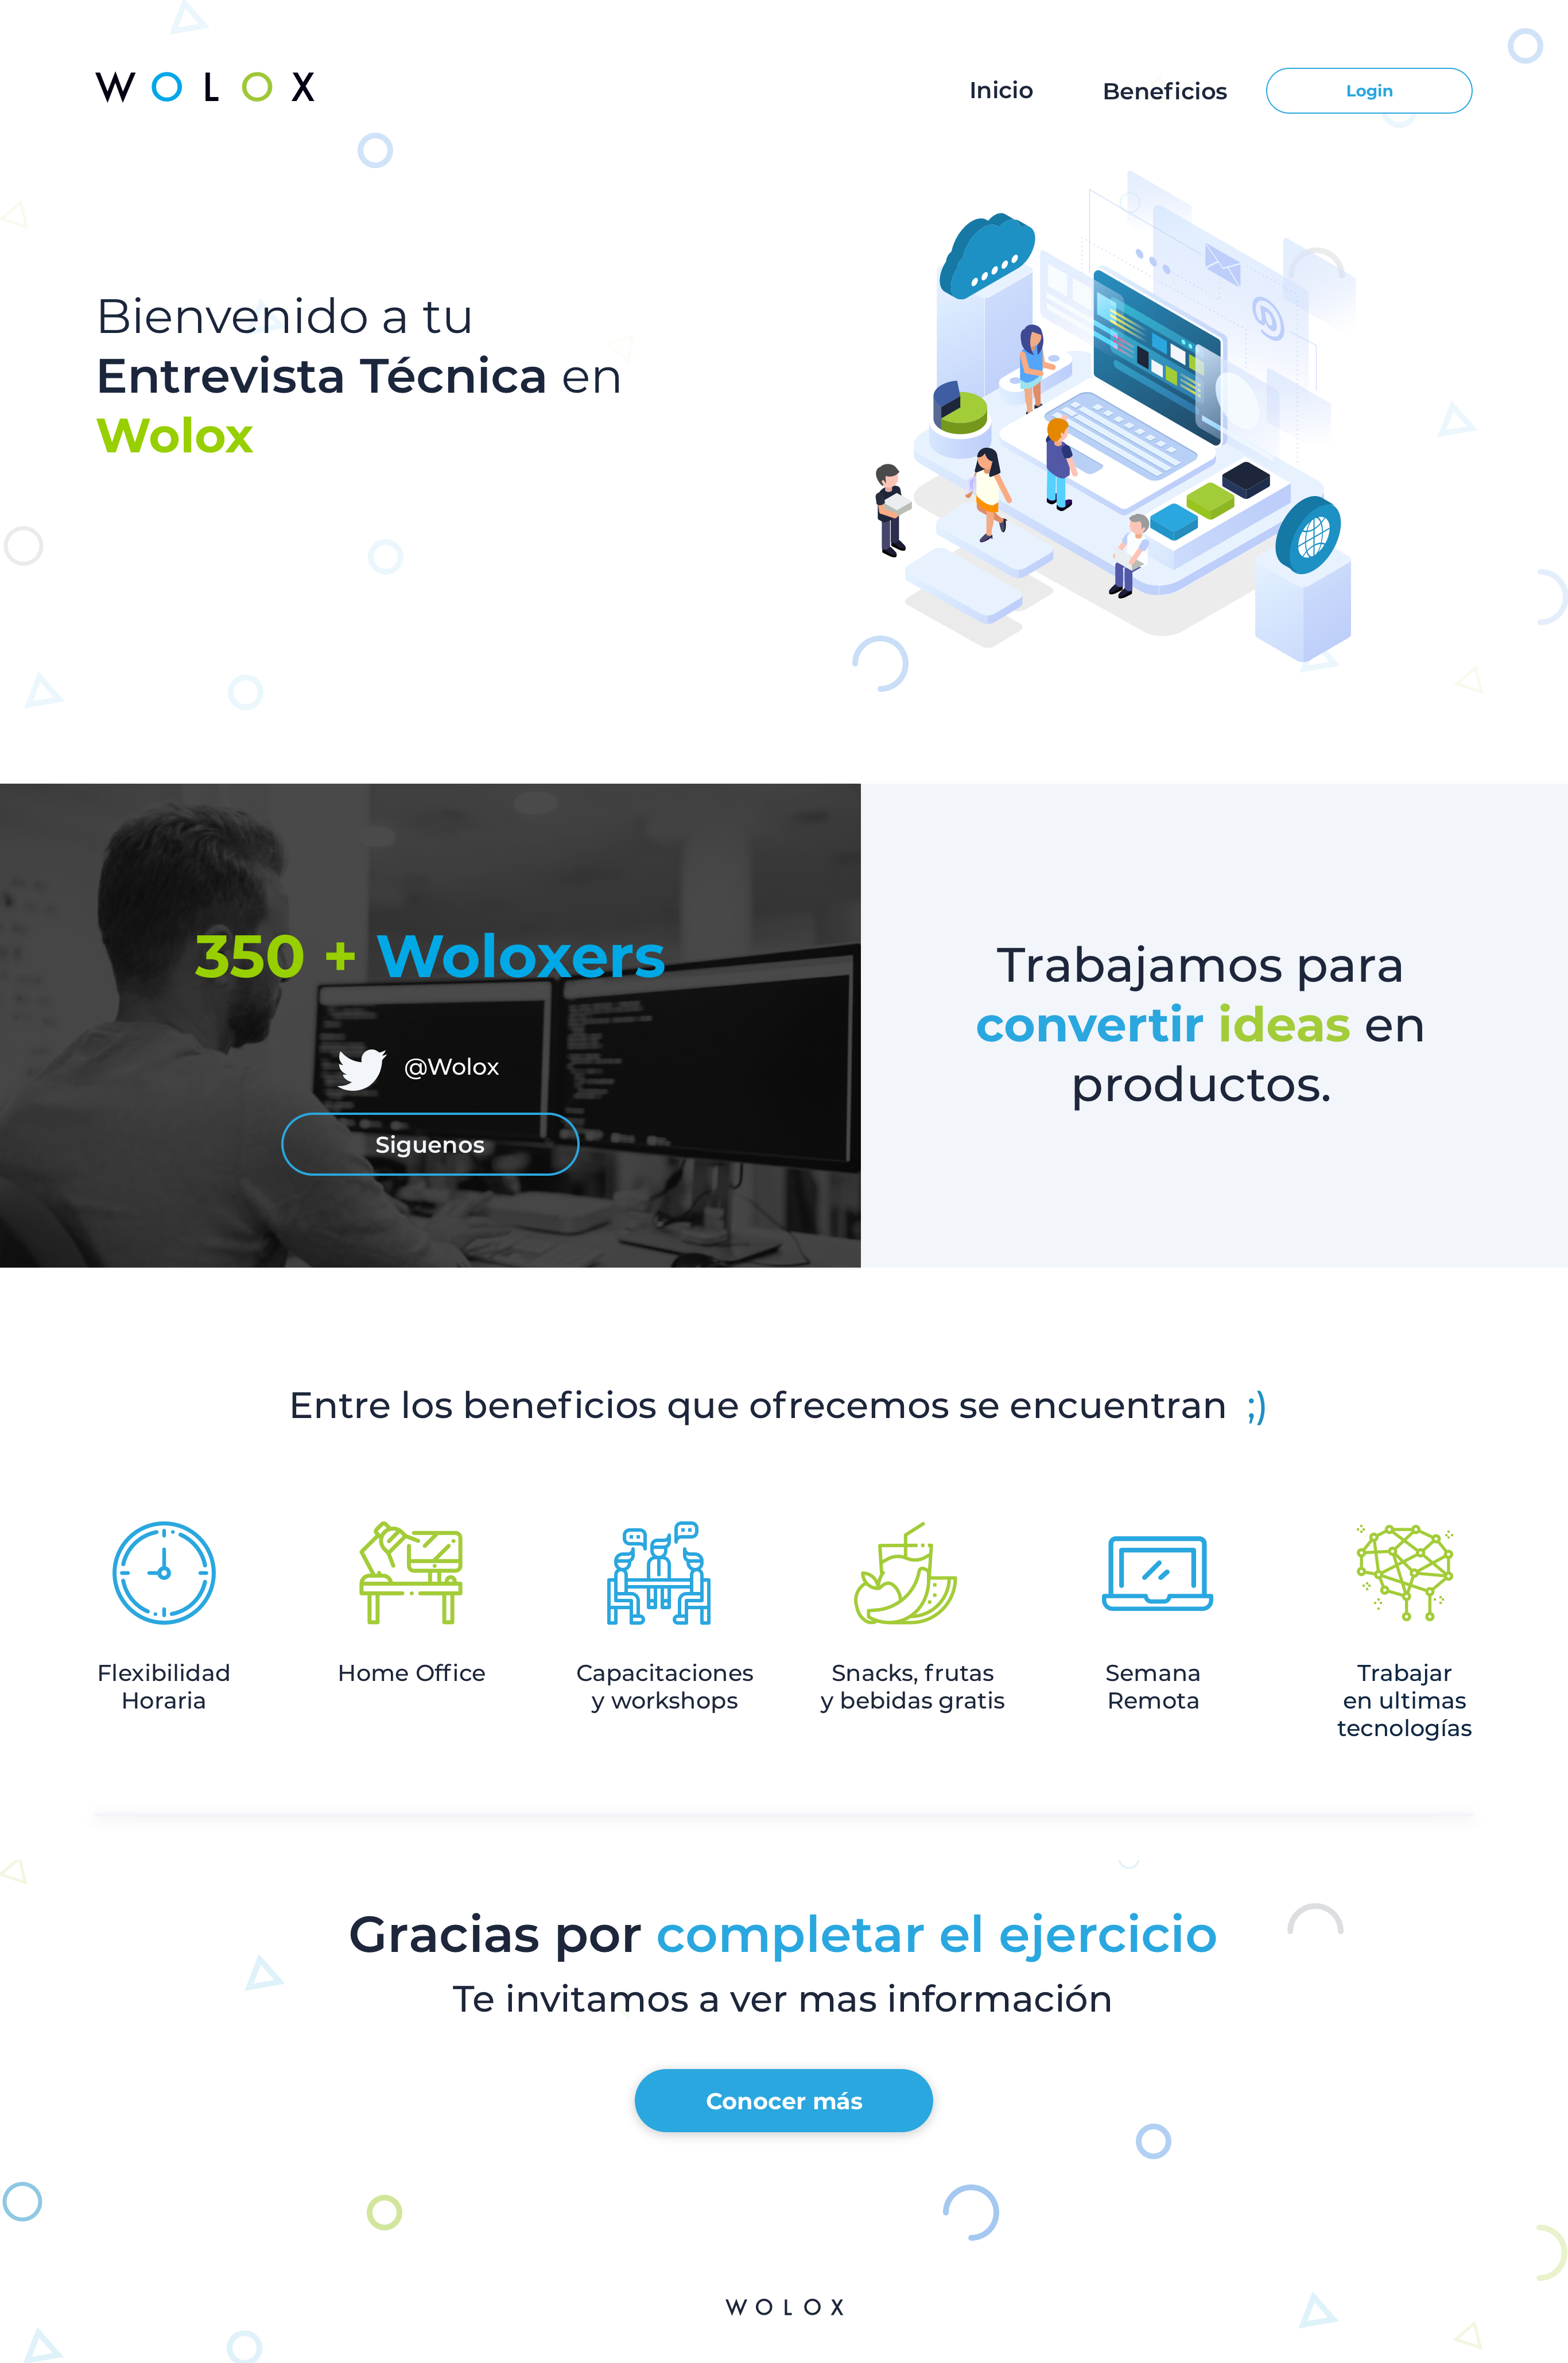 WOLOX
Inicio
Beneficios
Login
Bienvenido a tu
Entrevista Técnica en
Wolox
@
350 + Woloxers
@Wolox
Siguenos
Trabajamos para
convertir ideas en
productos.
Entre los beneficios que ofrecemos se encuentran ;)
Flexibilidad
Horaria
Home Office
Capacitaciones
y workshops
Snacks, frutas
y bebidas gratis
Semana
Remota
Trabajar
en ultimas
tecnologías
Gracias por completar el ejercicio
Te invitamos a ver mas información
Conocer más
WOLOX